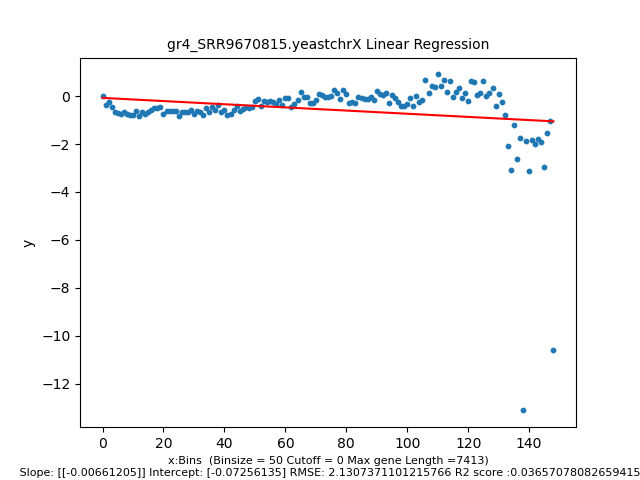 gr4_SRR9670815.yeastchrX Linear Regression
0
−2
−4
−6
−8
−10
−12
y
0 20 40 60 80 100 120 140
x:Bins (Binsize = 50 Cutoff = 0 Max gene Length =7413)
Slope: [[-0.00661205]] Intercept: [-0.07256135] RMSE: 2.1307371101215766 R2 score :0.03657078082659415